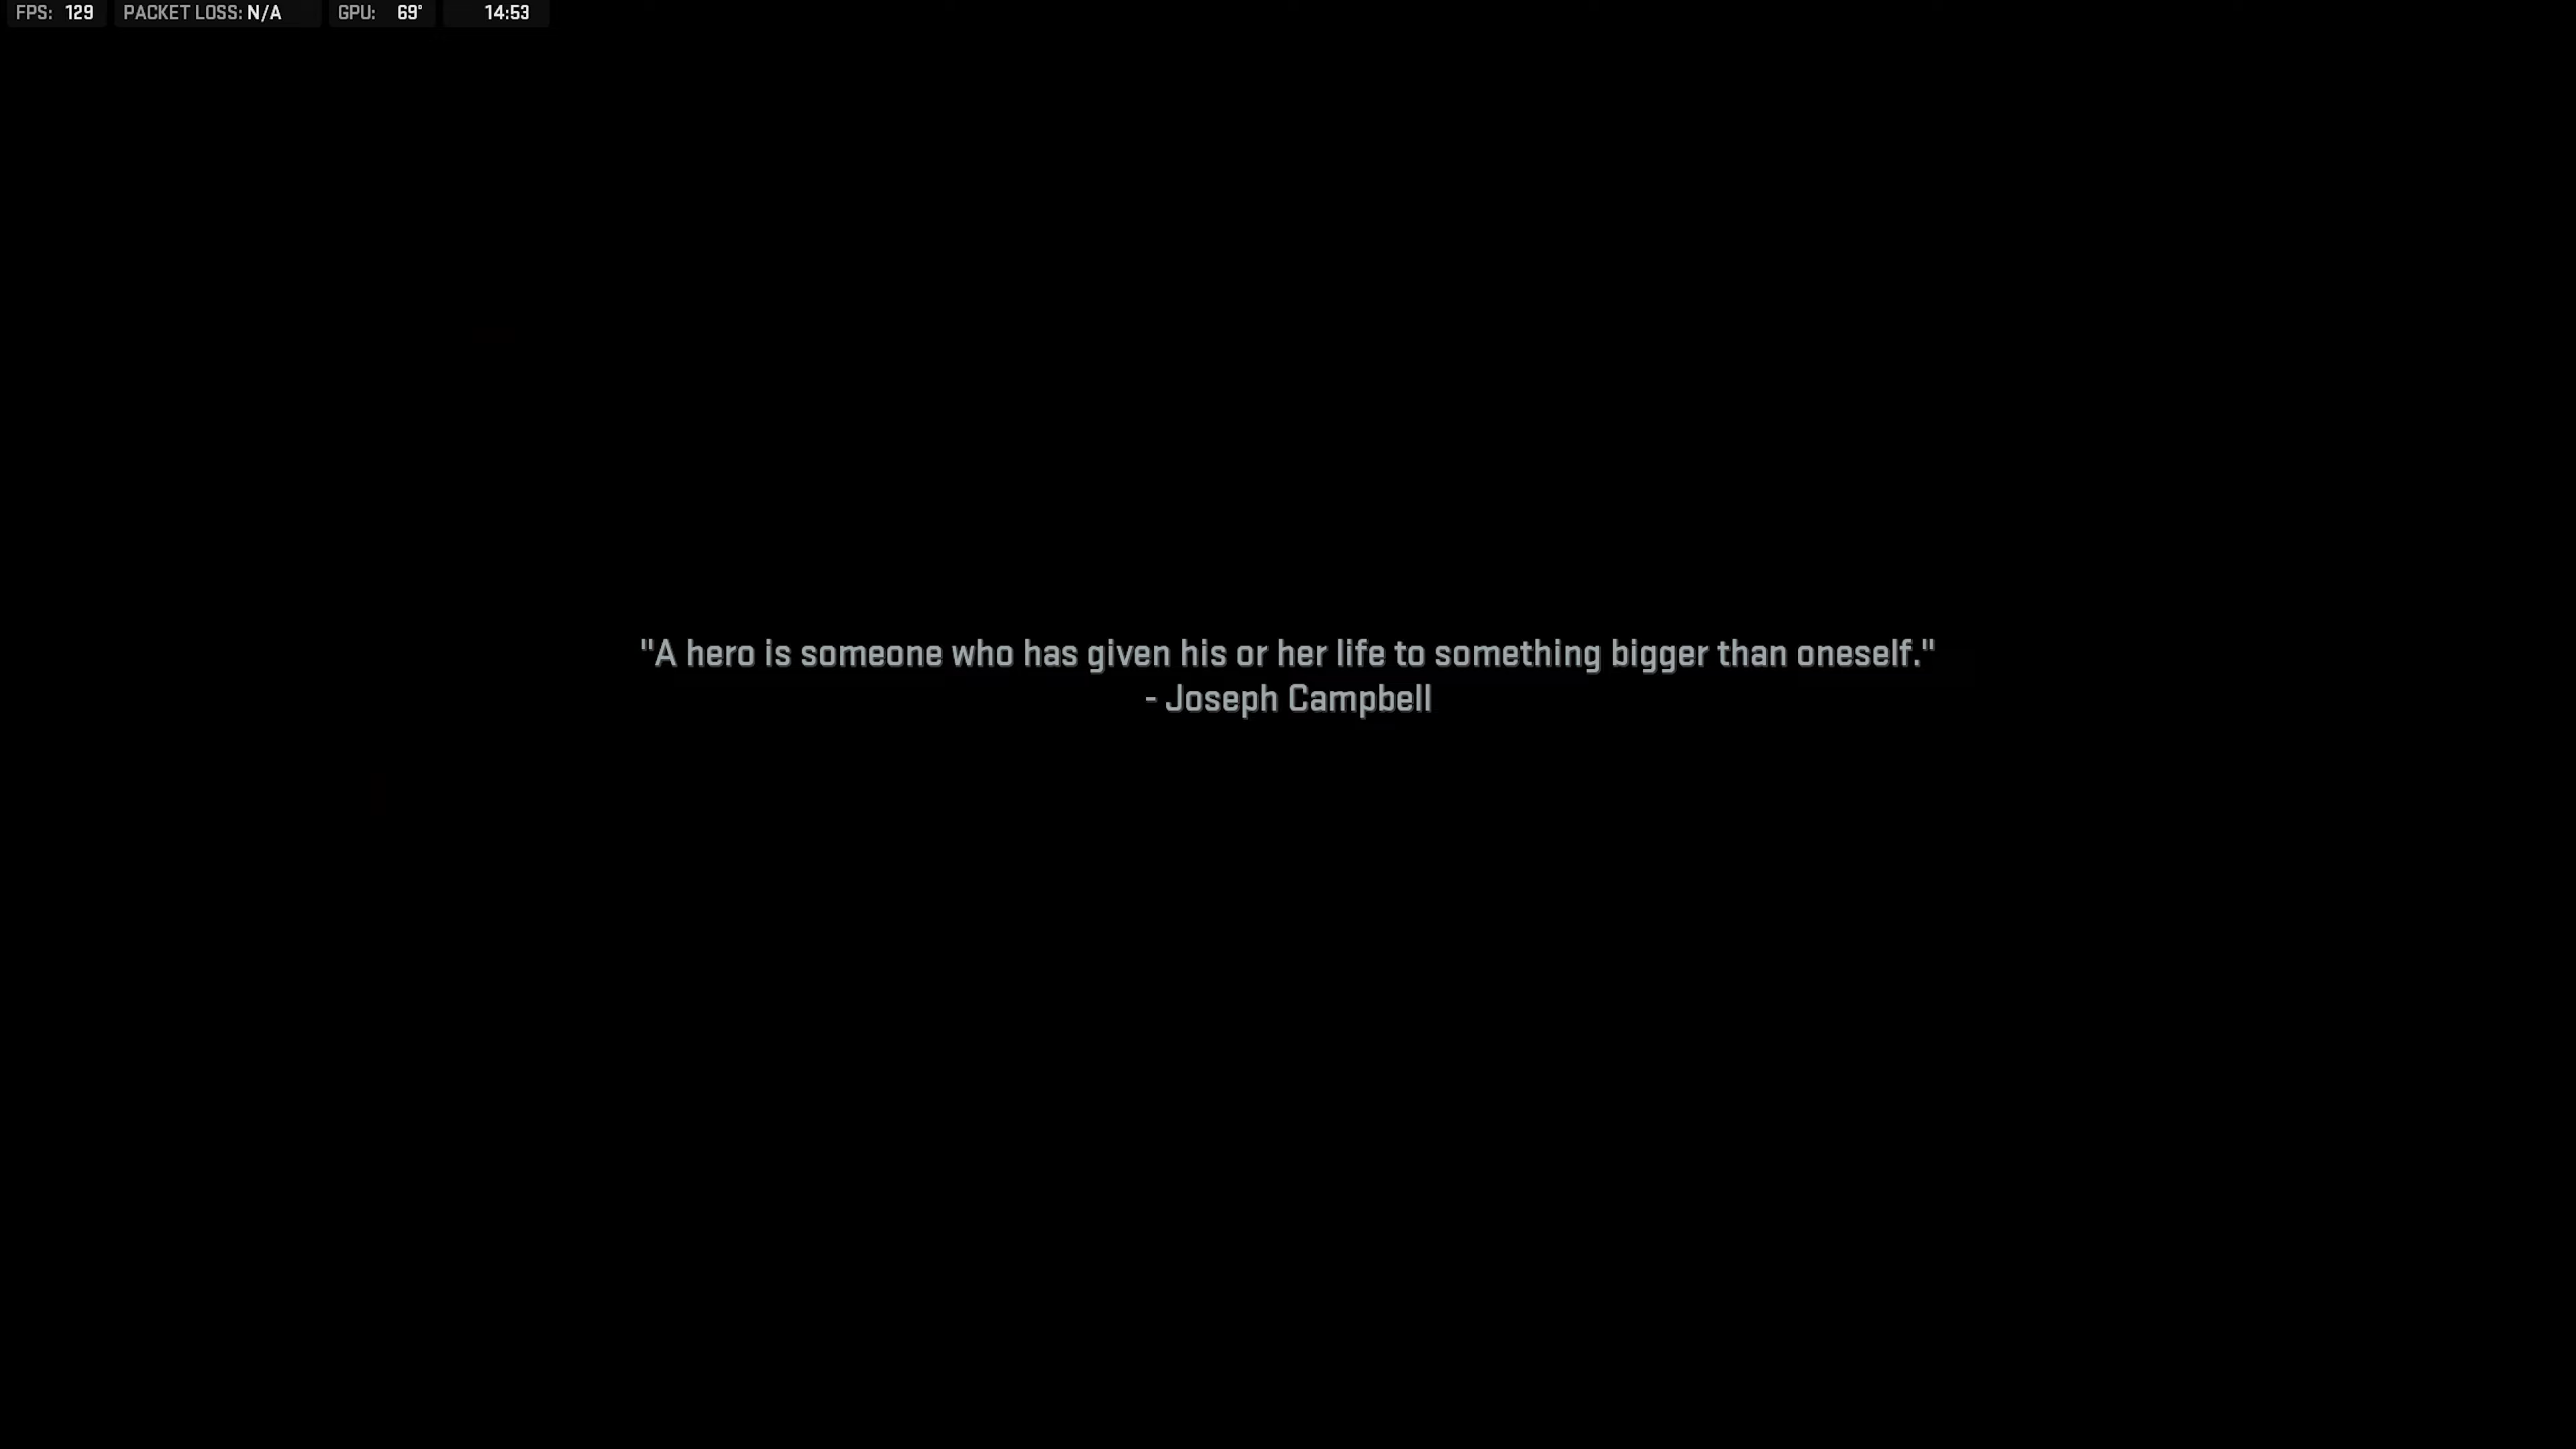 FPS: 129 PACKET LOSS: N/A GPU: 69° 14:53
"A hero is someone who has given his or her life to something bigger than oneself."
- Joseph Campbell